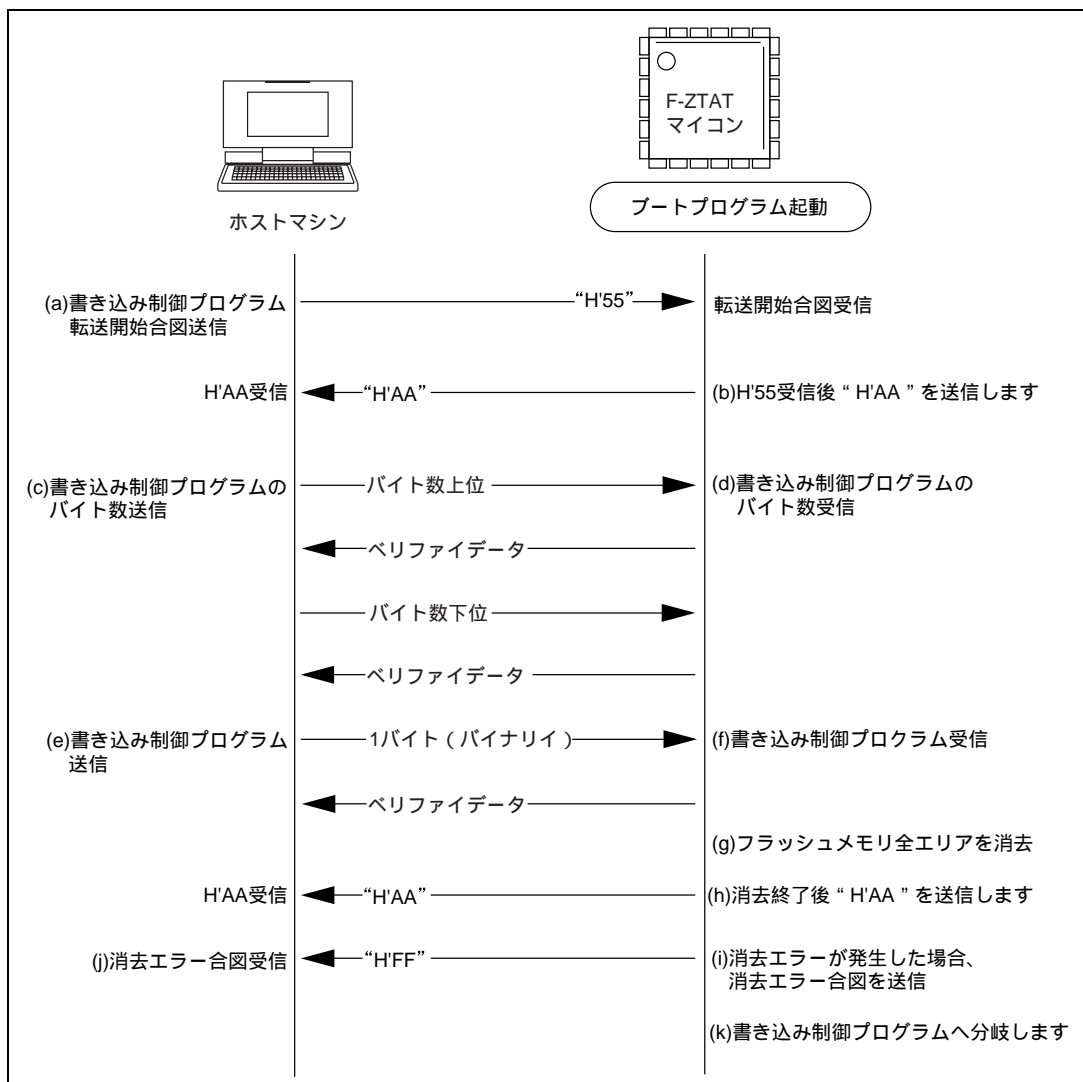 F-ZTAT
マイコン
ホストマシン
ブートプログラム起動
(a)書き込み制御プログラム
転送開始合図送信
“H'55”
転送開始合図受信
H'AA受信
“H'AA”
(b)H'55受信後 “ H'AA ” を送信します
(c)書き込み制御プログラムの
バイト数送信
バイト数上位
(d)書き込み制御プログラムの
バイト数受信
ベリファイデータ
バイト数下位
ベリファイデータ
(e)書き込み制御プログラム
送信
1バイト ( バイナリイ )
(f)書き込み制御プロクラム受信
ベリファイデータ
(g)フラッシュメモリ全エリアを消去
H'AA受信
“H'AA”
(h)消去終了後 “ H'AA ” を送信します
(j)消去エラー合図受信
“H'FF”
(i)消去エラーが発生した場合、
消去エラー合図を送信
(k)書き込み制御プログラムへ分岐します